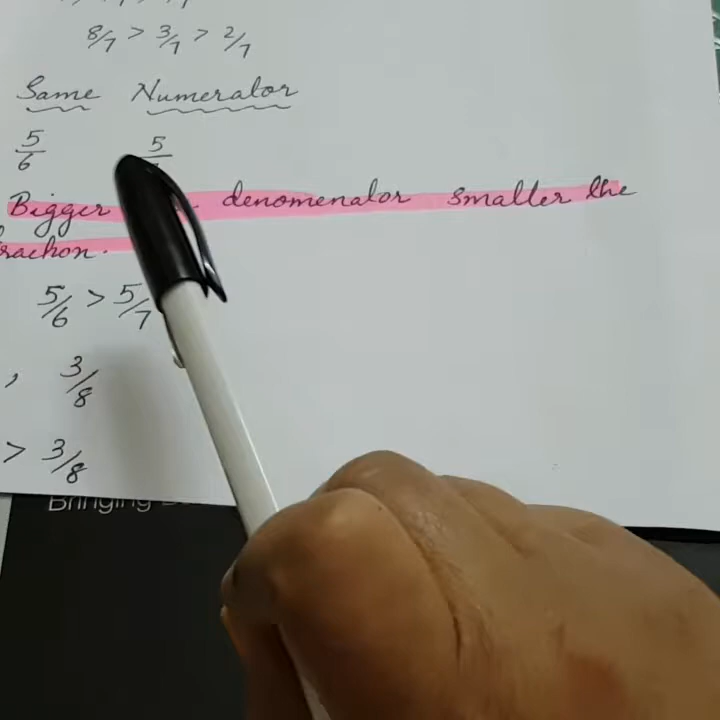 8/7 > 3/7 > 2/7
Same Numerator
5/6 5/
Bigger denomenator smaller the
rachon.
5/6 > 5/7
, 3/8
> 3/8
Bringing